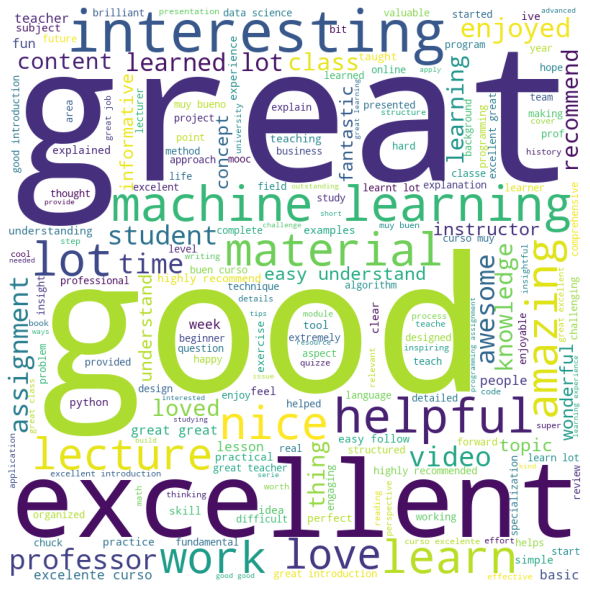 presentation
data science
valuable
started
ive
advanced
teacher
brilliant
interesting
enjoyed
bit
program
subject
fun
future
experience
taught
year
content
learned lot
class
learned
online
apply
hope
great
area
muy bueno
explain
presented
team
great job
project
university
structure
making
good introduction
informative
lecturer
concept
fantastic
learning
background
programming
excellent great
cover
recommend
explained
point
teaching
hard
prof
method
business
approach
mooc
classe
history
thought
excelent
life
field
outstanding
learnt lot
explanation
learner
provide
machine learning
study
short
muy buen
comprehensive
understanding
student
complete
examples
instructor
challenge
curso muy
cool
needed
step
level
writing
lot
time
material
buen curso
easy understand
awesome
knowledge
insightful
challenging
great excellent
insight
professional
highly recommend
technique
algorithm
amazing
book
ways
details
good
process
teache
assignment
problem
understand
week
tips
module
tool
clear
designed
inspiring
programming assignment
enjoyable
wonderful
learning experience
provided
beginner
question
exercise
resource
extremely
aspect
teach
people
code
great class
happy
quizze
relevant
python
issue
design
loved
interested
enjoy
feel
language
detailed
super
studying
nice
helped
helpful
application
lecture
great great
easy follow
forward
topic
build
lesson
real
thing
structured
video
learn lot
excellent introduction
practical
great teacher
engaging
highly recommended
kind
review
math
serie
excellent
thinking
worth
skill
idea
reading
perspective
working
specialization
organized
difficult
perfect
chuck
practice
fundamental
curso excelente
effort
helps
start
professor
work
love
learn
simple
excelente curso
good good
great introduction
effective
basic